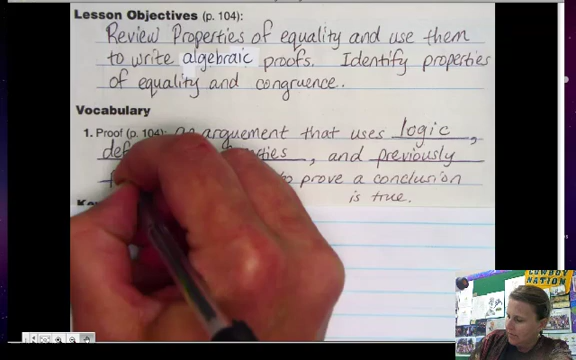 Lesson Objectives (p. 104):
Review Properties of equality and use them
to write algebraic proofs. Identify properties
of equality and congruence.
Vocabulary
1. Proof (p. 104): an arguement that uses logic,
, and previously
to prove a conclusion
is true.
COWBOY
NATION